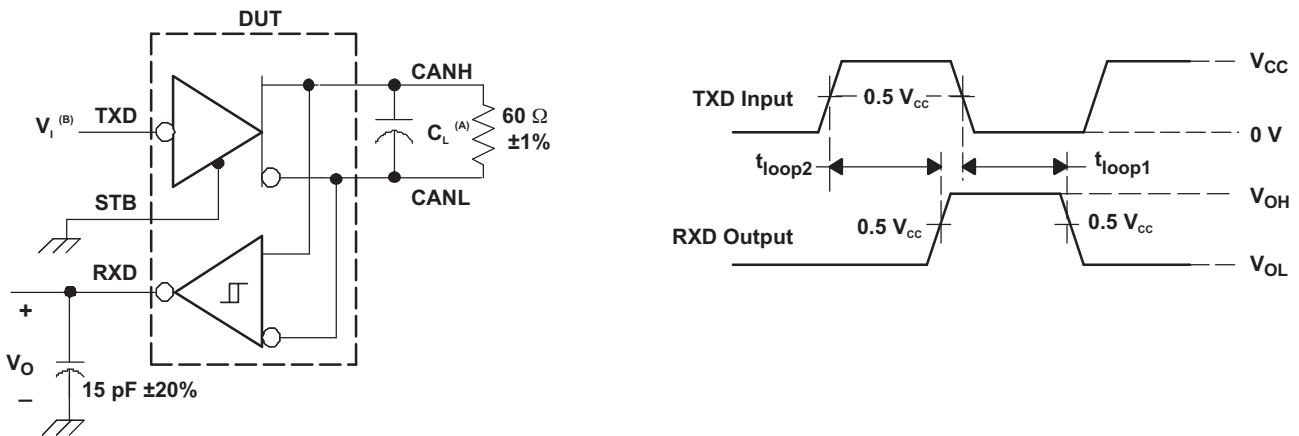 DUT
CANH
TXD
V_I (B)
C_L (A)
60 Ω
±1%
STB
CANL
RXD
+
V_O
–
15 pF ±20%
TXD Input
0.5 V_CC
V_CC
0 V
t_loop2
t_loop1
V_OH
RXD Output
0.5 V_CC
0.5 V_CC
V_OL